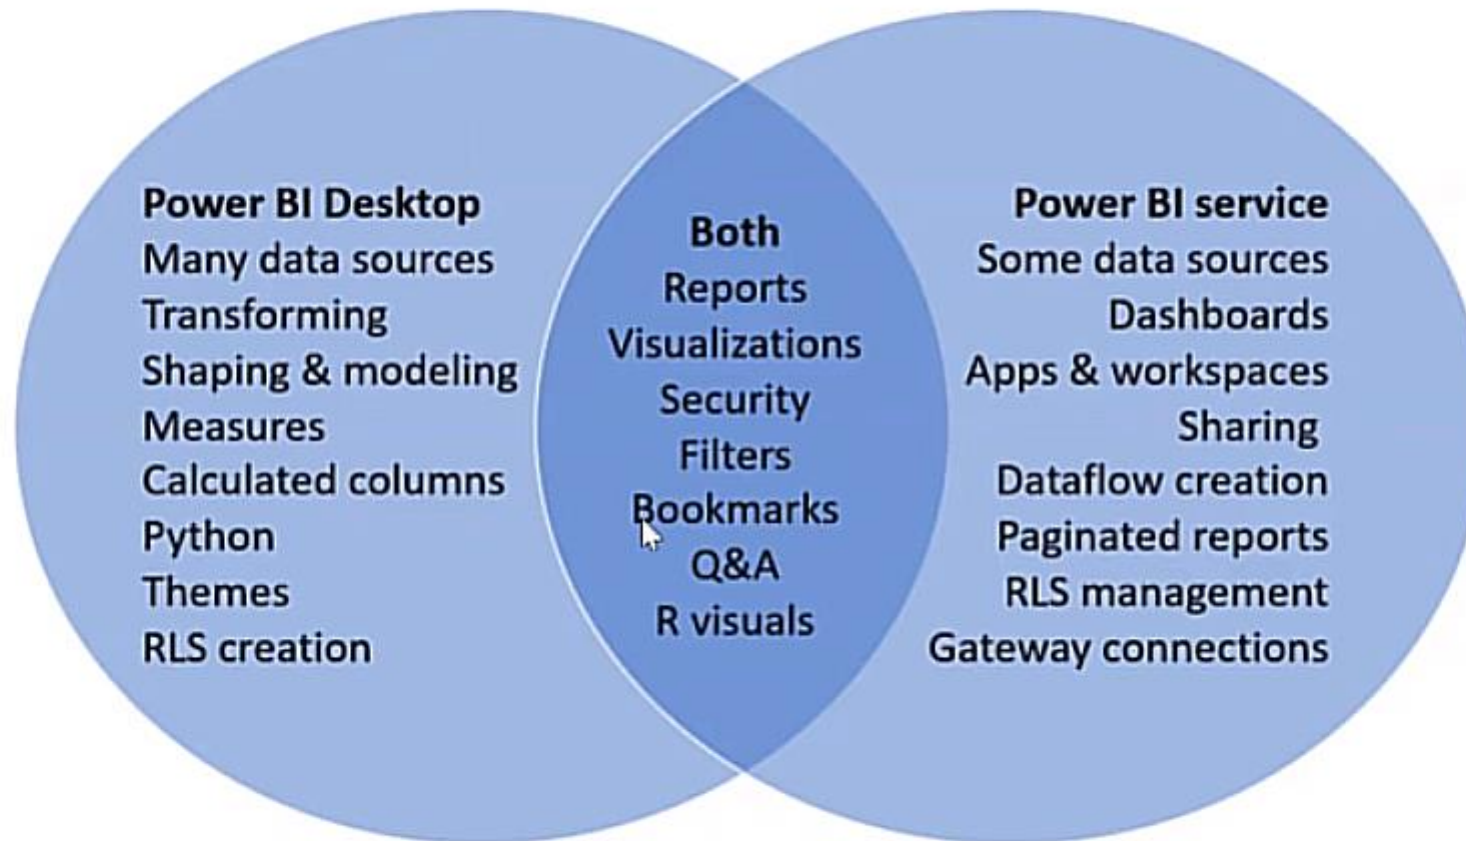 Power BI Desktop
Many data sources
Transforming
Shaping & modeling
Measures
Calculated columns
Python
Themes
RLS creation
Both
Reports
Visualizations
Security
Filters
Bookmarks
Q&A
R visuals
Power BI service
Some data sources
Dashboards
Apps & workspaces
Sharing
Dataflow creation
Paginated reports
RLS management
Gateway connections